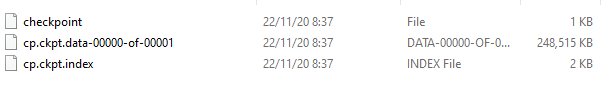 checkpoint 22/11/20 8:37 File 1 KB
cp.ckpt.data-00000-of-00001 22/11/20 8:37 DATA-00000-OF-0... 248,515 KB
cp.ckpt.index 22/11/20 8:37 INDEX File 2 KB